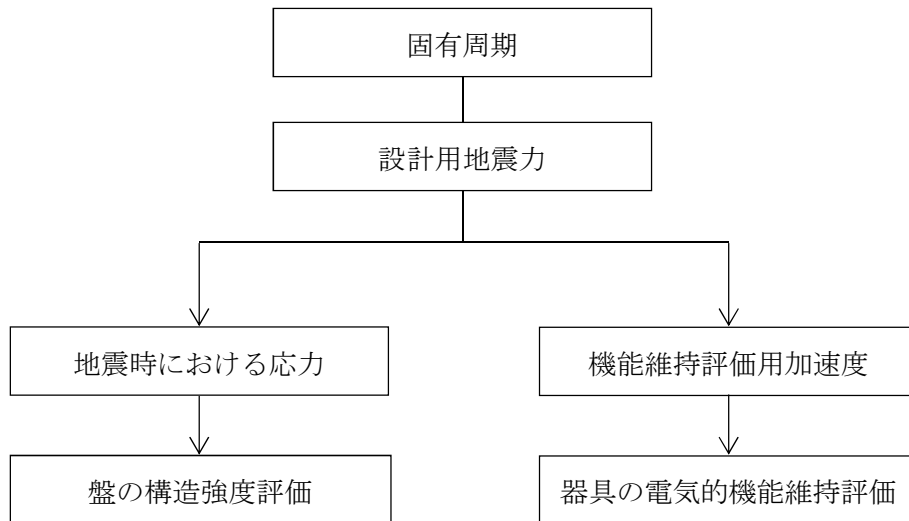 固有周期
設計用地震力
地震時における応力
機能維持評価用加速度
盤の構造強度評価
器具の電気的機能維持評価